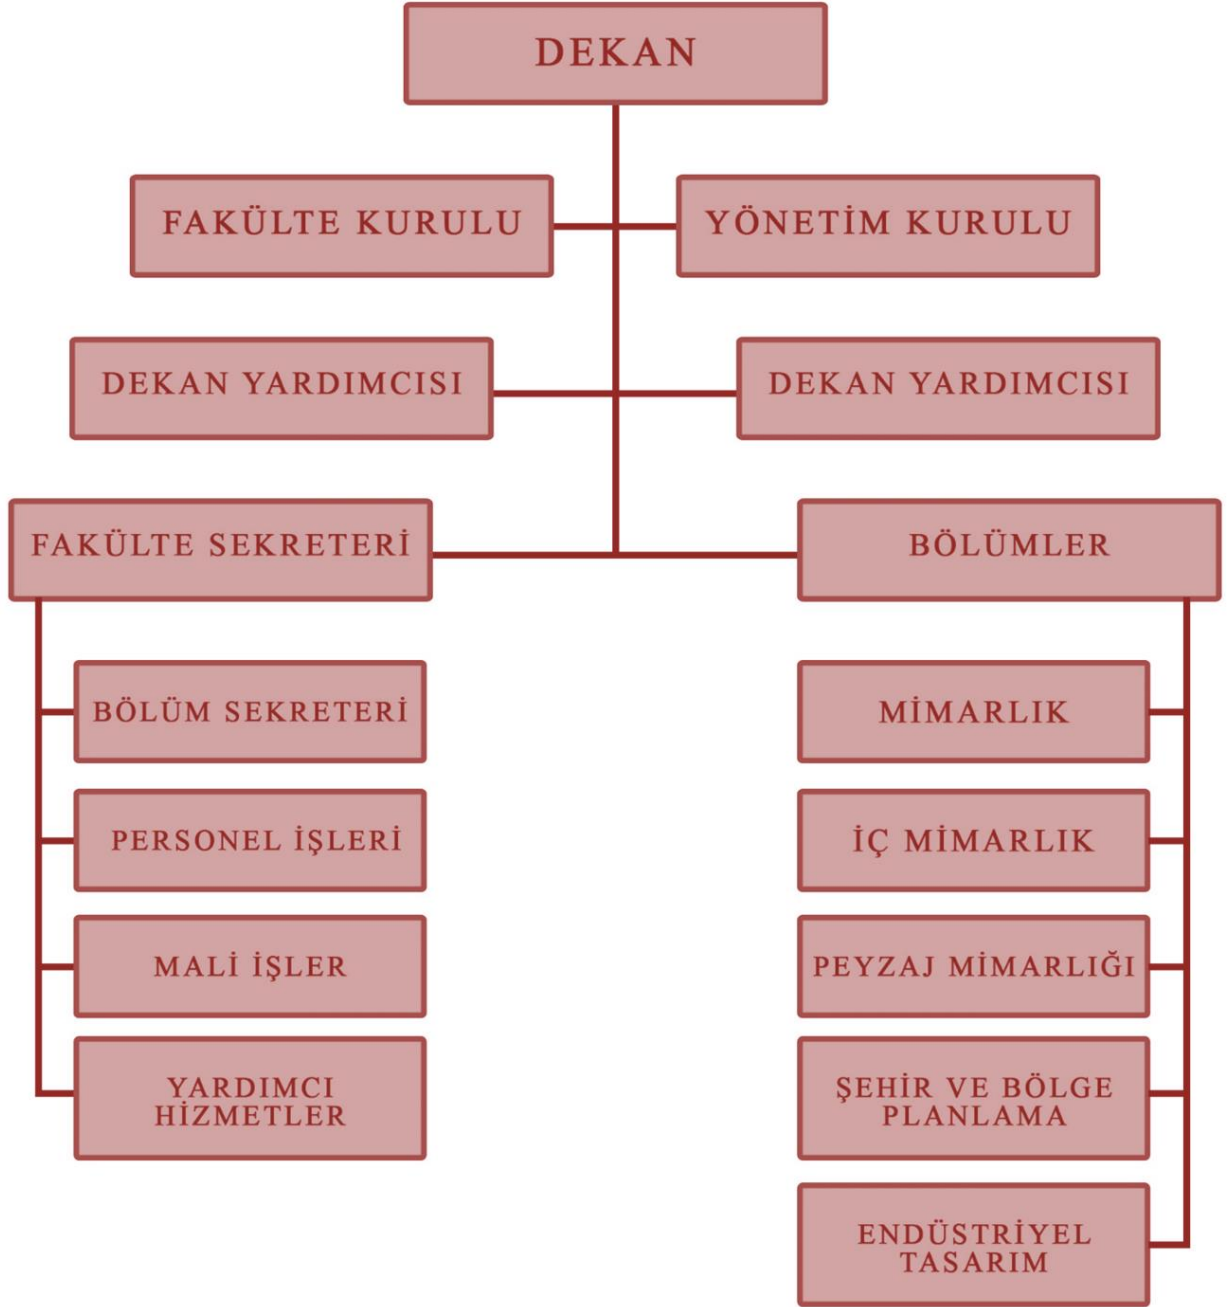 DEKAN
FAKÜLTE KURULU
YÖNETİM KURULU
DEKAN YARDIMCISI
DEKAN YARDIMCISI
FAKÜLTE SEKRETERİ
BÖLÜMLER
BÖLÜM SEKRETERİ
MİMARLIK
PERSONEL İŞLERİ
İÇ MİMARLIK
MALİ İŞLER
PEYZAJ MİMARLIĞI
YARDIMCI
HİZMETLER
ŞEHİR VE BÖLGE
PLANLAMA
ENDÜSTRİYEL
TASARIM